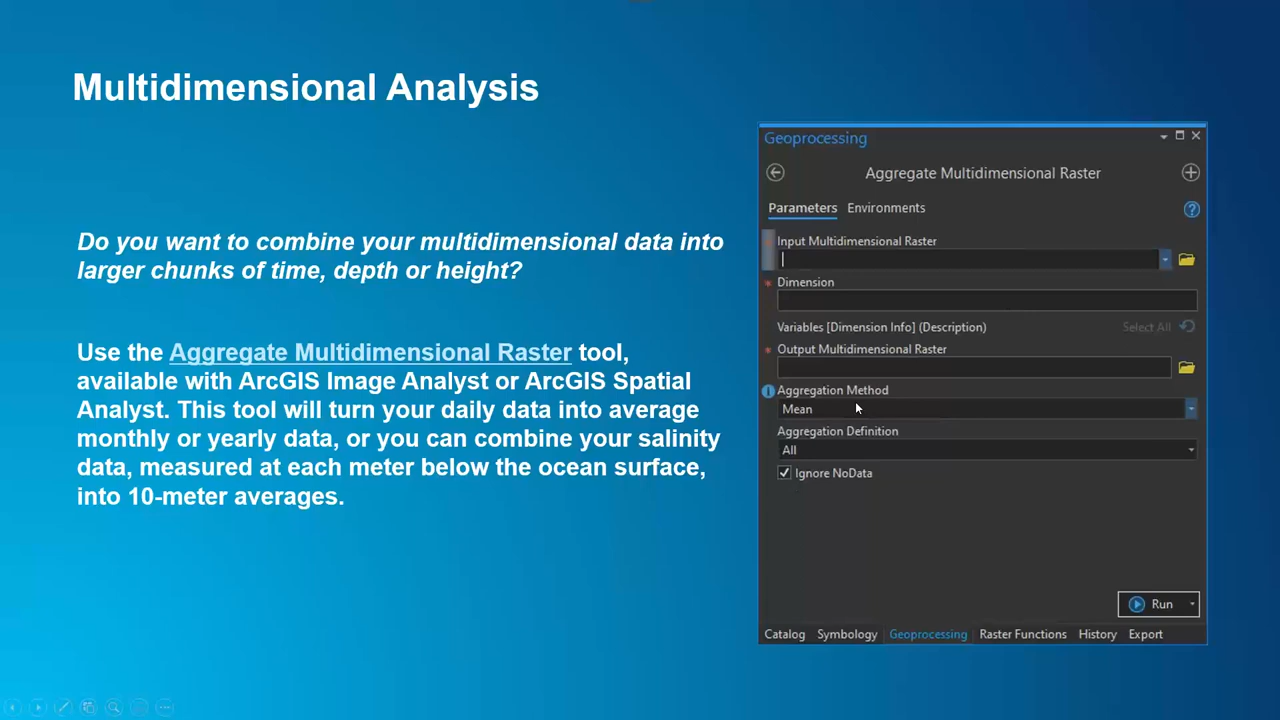 Multidimensional Analysis
Do you want to combine your multidimensional data into
larger chunks of time, depth or height?
Use the Aggregate Multidimensional Raster tool,
available with ArcGIS Image Analyst or ArcGIS Spatial
Analyst. This tool will turn your daily data into average
monthly or yearly data, or you can combine your salinity
data, measured at each meter below the ocean surface,
into 10-meter averages.
Geoprocessing
Aggregate Multidimensional Raster
Parameters Environments
* Input Multidimensional Raster
* Dimension
Variables [Dimension Info] (Description) Select All
* Output Multidimensional Raster
Aggregation Method
Mean
Aggregation Definition
All
Ignore NoData
Run
Catalog Symbology Geoprocessing Raster Functions History Export